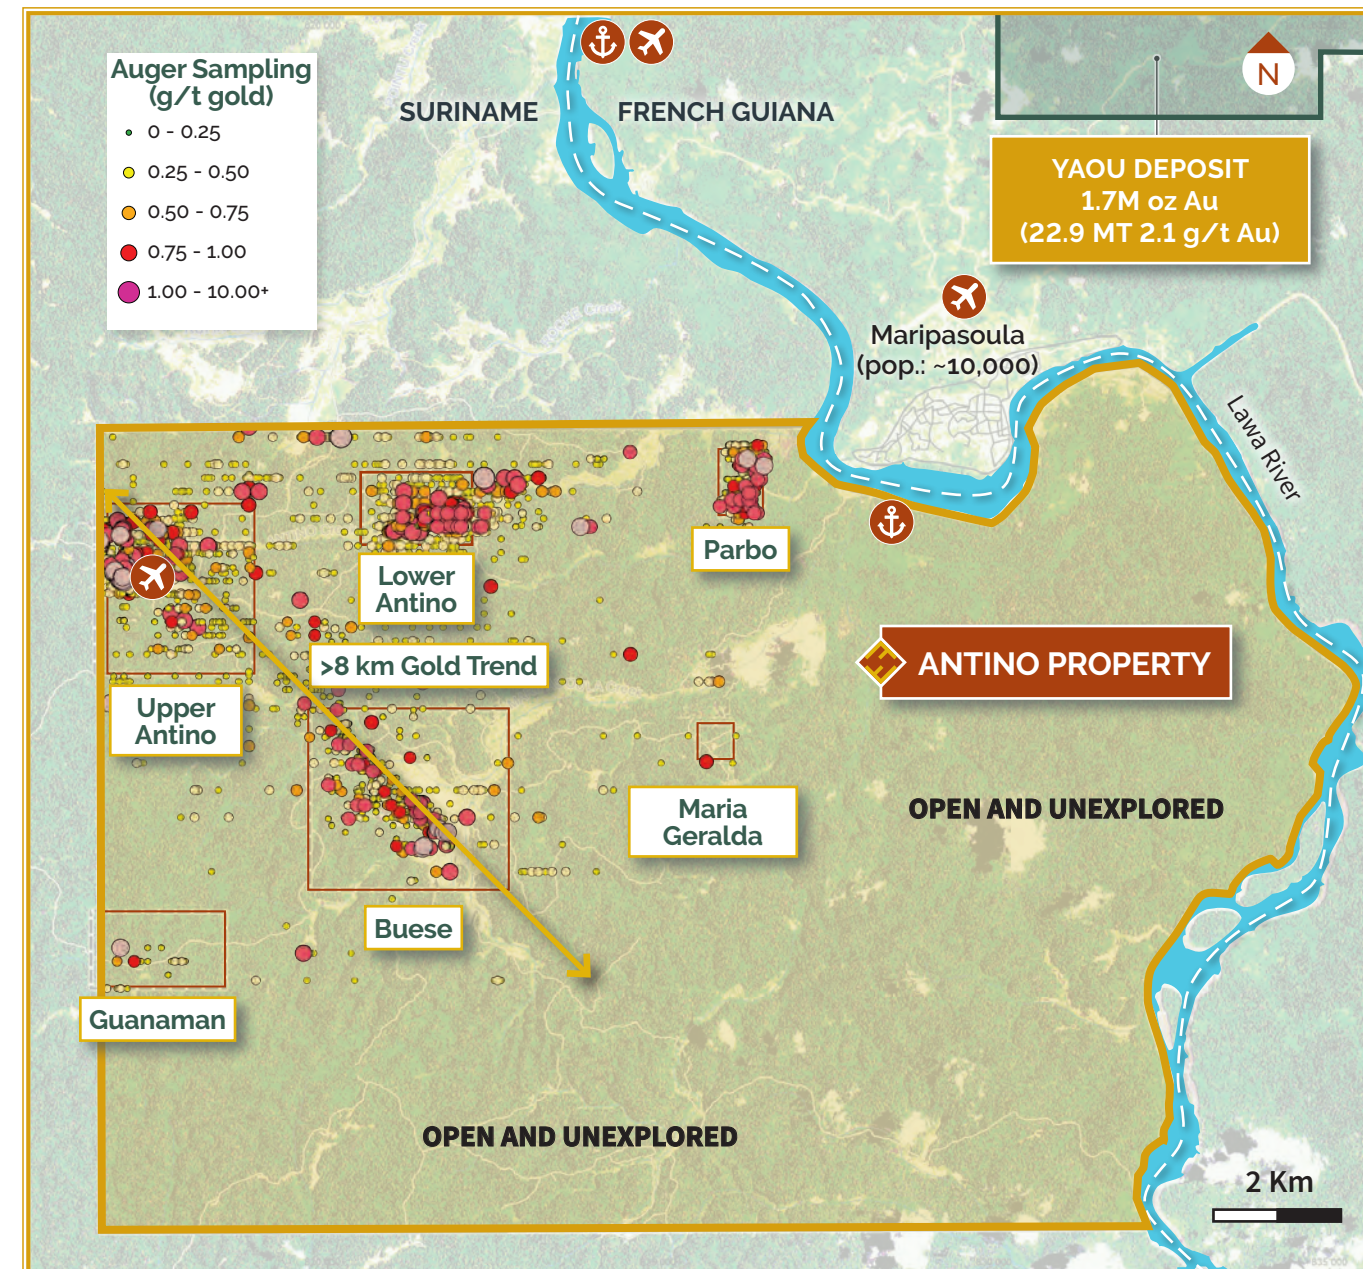 Auger Sampling
(g/t gold)
0 - 0.25
0.25 - 0.50
0.50 - 0.75
0.75 - 1.00
1.00 - 10.00+
SURINAME
FRENCH GUIANA
N
YAOU DEPOSIT
1.7M oz Au
(22.9 MT 2.1 g/t Au)
Maripasoula
(pop.: ~10,000)
Lawa River
Parbo
Lower
Antino
>8 km Gold Trend
ANTINO PROPERTY
Upper
Antino
Maria
Geralda
OPEN AND UNEXPLORED
Buese
Guanaman
OPEN AND UNEXPLORED
2 Km